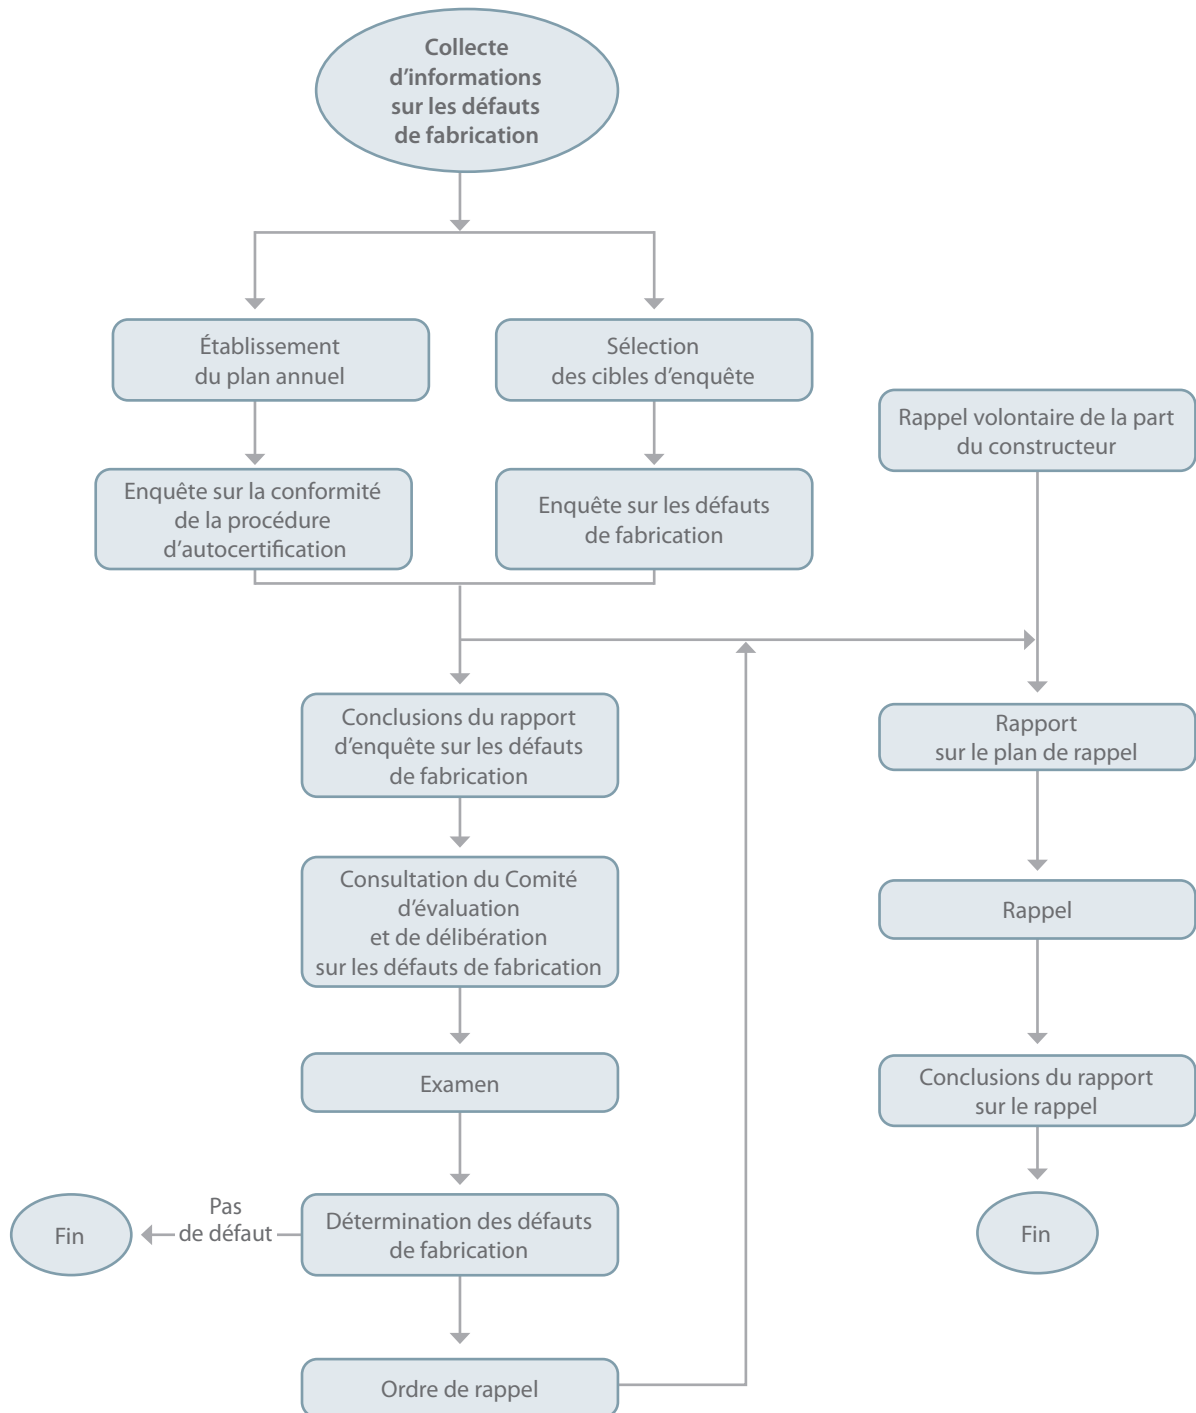 Collecte
d’informations
sur les défauts
de fabrication
Établissement
du plan annuel
Sélection
des cibles d’enquête
Rappel volontaire de la part
du constructeur
Enquête sur la conformité
de la procédure
d’autocertification
Enquête sur les défauts
de fabrication
Conclusions du rapport
d’enquête sur les défauts
de fabrication
Rapport
sur le plan de rappel
Consultation du Comité
d’évaluation
et de délibération
sur les défauts de fabrication
Rappel
Examen
Conclusions du rapport
sur le rappel
Fin
Pas
de défaut
Détermination des défauts
de fabrication
Fin
Ordre de rappel